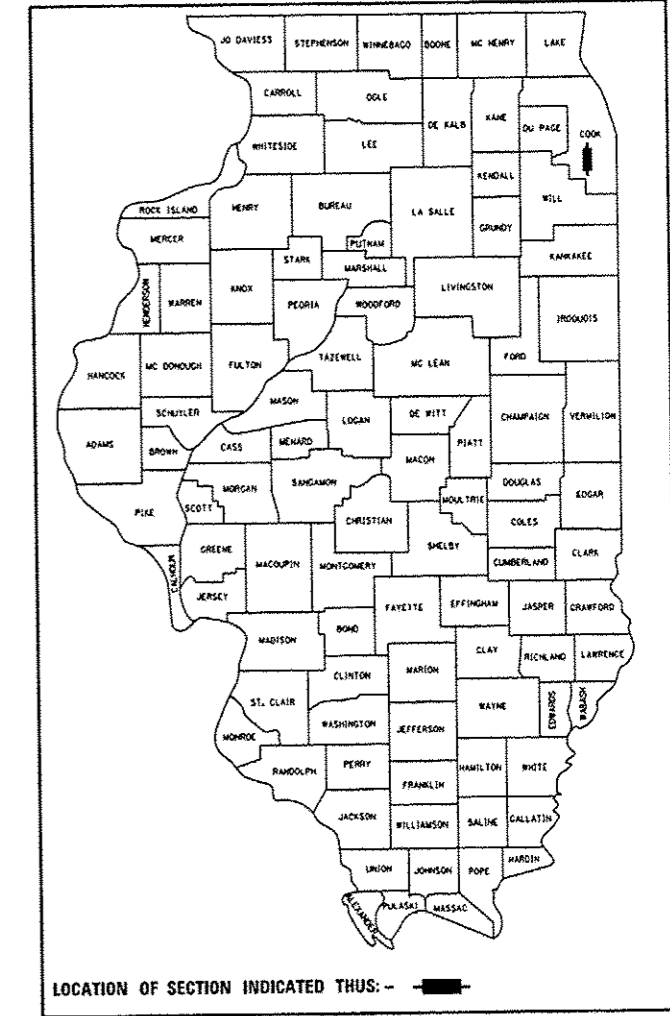 JO DAVIESS STEPHENSON WINNEBAGO BOONE MC HENRY LAKE
CARROLL OGLE DE KALB KANE DU PAGE COOK
WHITESIDE LEE KENDALL WILL
ROCK ISLAND HENRY BUREAU LA SALLE GRUNDY
MERCER PUTNAM KANKAKEE
STARK MARSHALL
HENDERSON WARREN KNOX PEORIA WOODFORD LIVINGSTON IROQUOIS
HANCOCK MC DONOUGH FULTON TAZEWELL MC LEAN FORD
SCHUYLER MASON LOGAN DE WITT CHAMPAIGN VERMILION
ADAMS BROWN CASS MENARD MACON PIATT
PIKE SCOTT MORGAN SANGAMON MOULTRIE DOUGLAS EDGAR
CHRISTIAN COLES
GREENE MACOUPIN MONTGOMERY SHELBY CUMBERLAND CLARK
CALHOUN JERSEY FAYETTE EFFINGHAM JASPER CRAWFORD
MADISON BOND CLAY RICHLAND LAWRENCE
CLINTON MARION
ST. CLAIR WASHINGTON JEFFERSON WAYNE EDWARDS WABASH
MONROE
RANDOLPH PERRY FRANKLIN HAMILTON WHITE
JACKSON WILLIAMSON SALINE GALLATIN
UNION JOHNSON POPE HARDIN
ALEXANDER PULASKI MASSAC
LOCATION OF SECTION INDICATED THUS: -